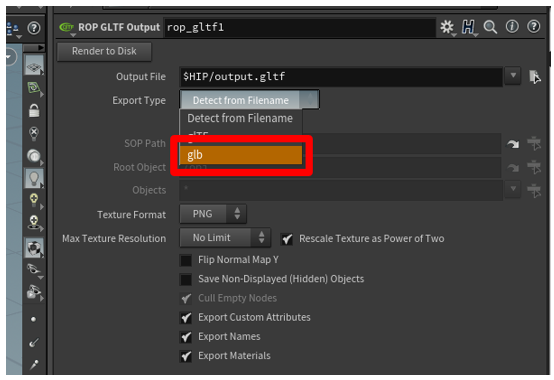 ROP GLTF Output rop_gltf1
Render to Disk
Output File $HIP/output.gltf
Export Type Detect from Filename
Detect from Filename
glTF
SOP Path
glb
Root Object
Objects *
Texture Format PNG
Max Texture Resolution No Limit Rescale Texture as Power of Two
Flip Normal Map Y
Save Non-Displayed (Hidden) Objects
Cull Empty Nodes
Export Custom Attributes
Export Names
Export Materials